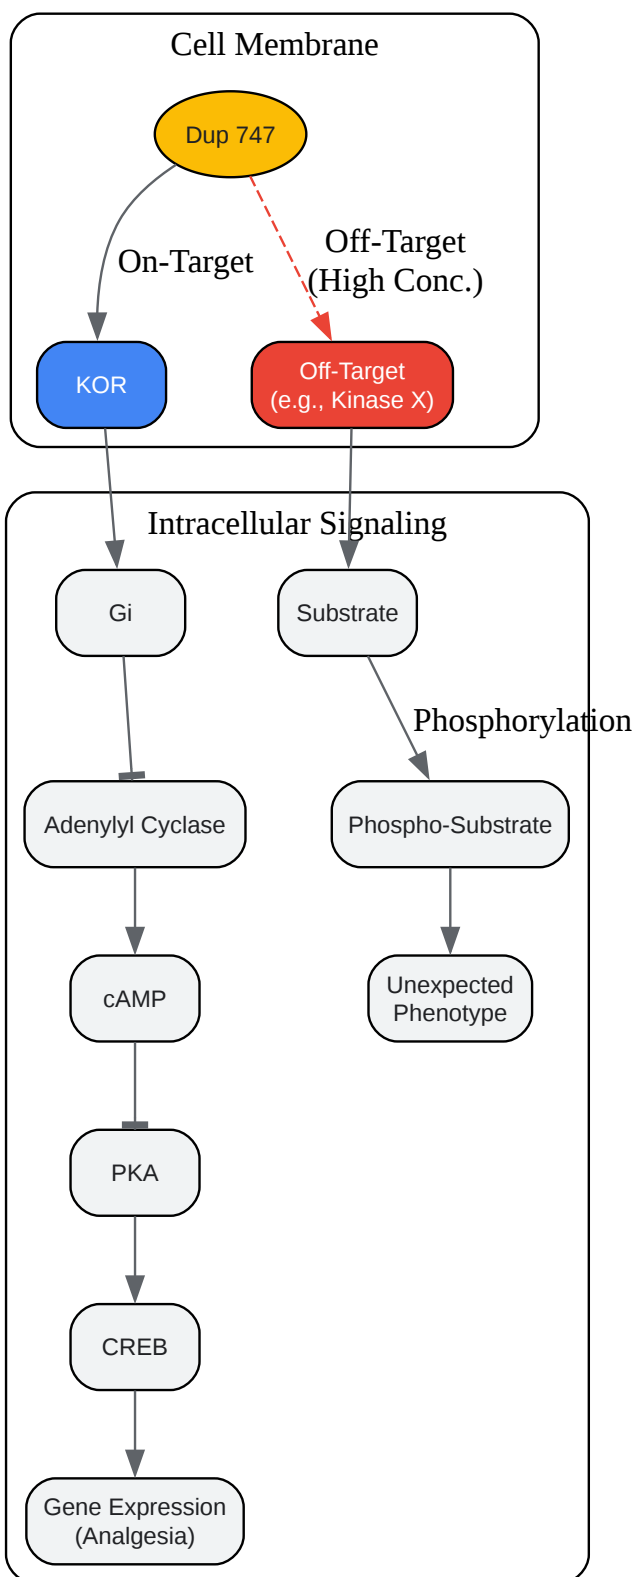 Cell Membrane
Dup 747
On-Target
Off-Target
(High Conc.)
KOR
Off-Target
(e.g., Kinase X)
Intracellular Signaling
Gi
Substrate
Phosphorylation
Adenylyl Cyclase
Phospho-Substrate
cAMP
Unexpected
Phenotype
PKA
CREB
Gene Expression
(Analgesia)